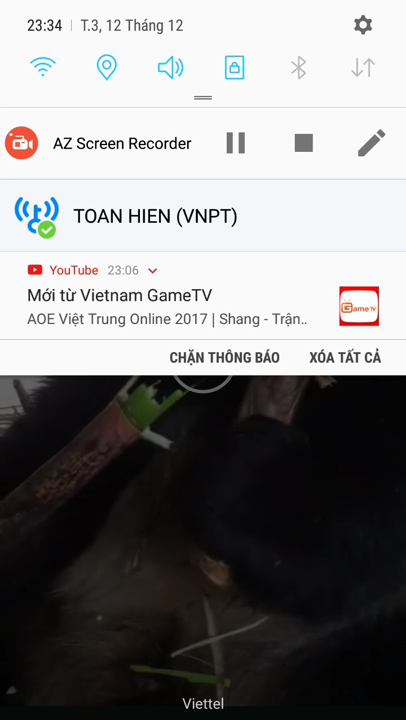 23:34 | T.3, 12 Tháng 12
AZ Screen Recorder
TOAN HIEN (VNPT)
YouTube 23:06
Mới từ Vietnam GameTV
AOE Việt Trung Online 2017 | Shang - Trận..
GameTV
CHẶN THÔNG BÁO XÓA TẤT CẢ
Viettel